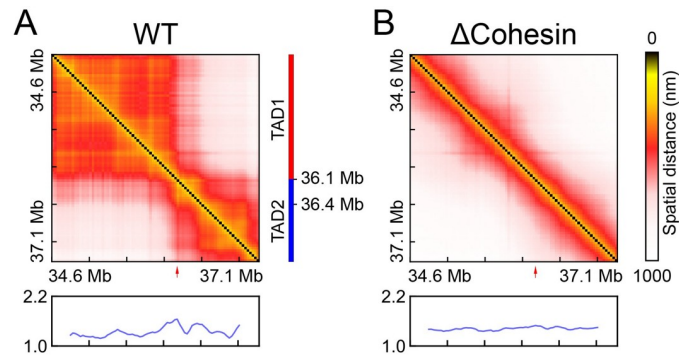 A
WT
34.6 Mb
37.1 Mb
34.6 Mb
37.1 Mb
TAD1
TAD2
36.1 Mb
36.4 Mb
2.2
1.0
B
ΔCohesin
34.6 Mb
37.1 Mb
34.6 Mb
37.1 Mb
2.2
1.0
0
Spatial distance (nm)
1000